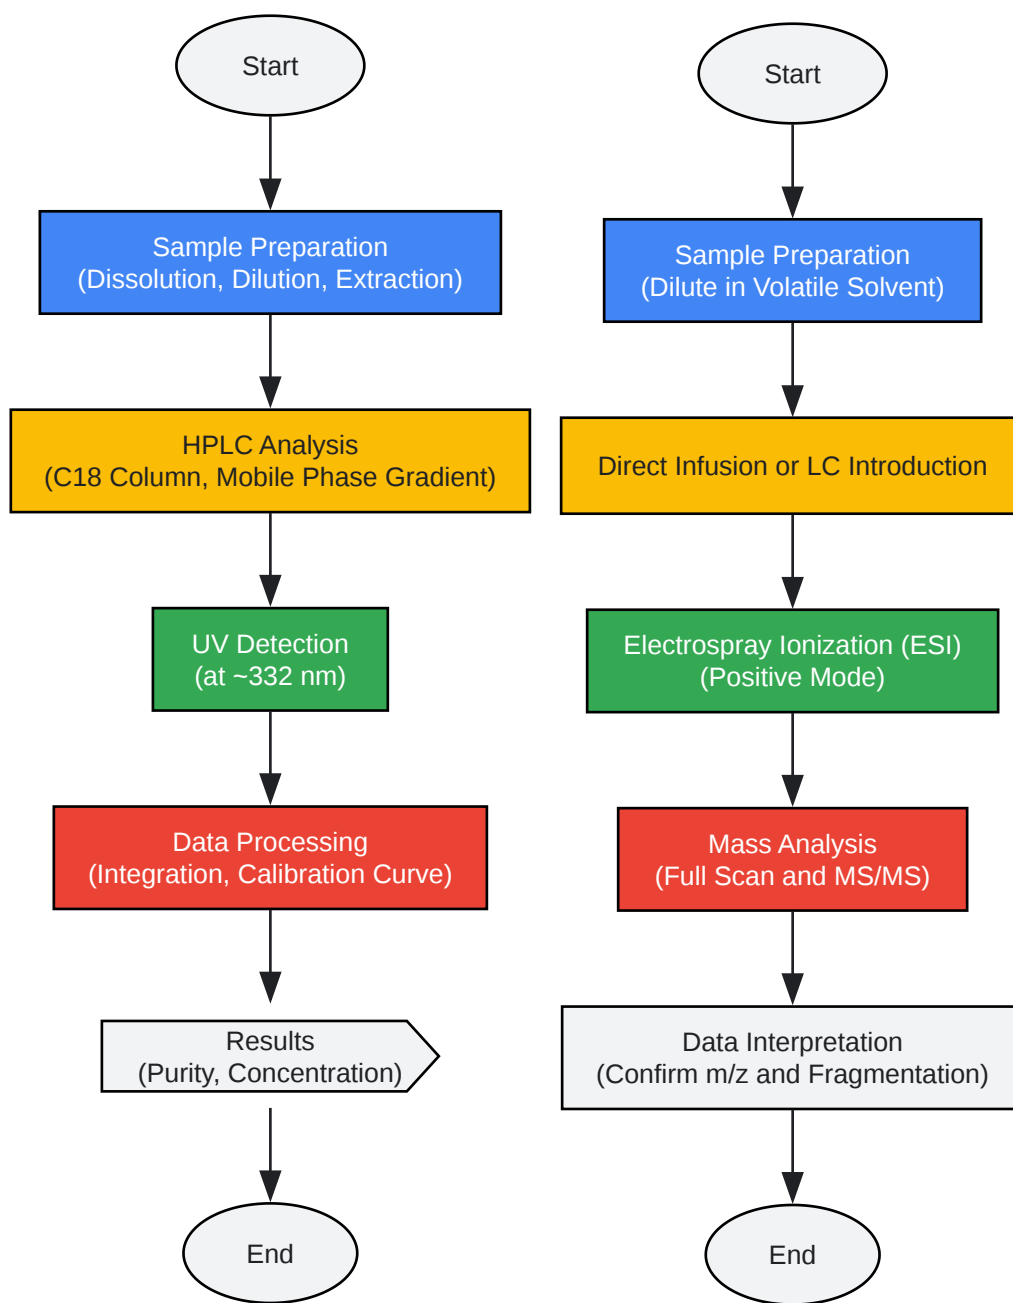 Start
Sample Preparation
(Dissolution, Dilution, Extraction)
HPLC Analysis
(C18 Column, Mobile Phase Gradient)
UV Detection
(at ~332 nm)
Data Processing
(Integration, Calibration Curve)
Results
(Purity, Concentration)
End
Start
Sample Preparation
(Dilute in Volatile Solvent)
Direct Infusion or LC Introduction
Electrospray Ionization (ESI)
(Positive Mode)
Mass Analysis
(Full Scan and MS/MS)
Data Interpretation
(Confirm m/z and Fragmentation)
End